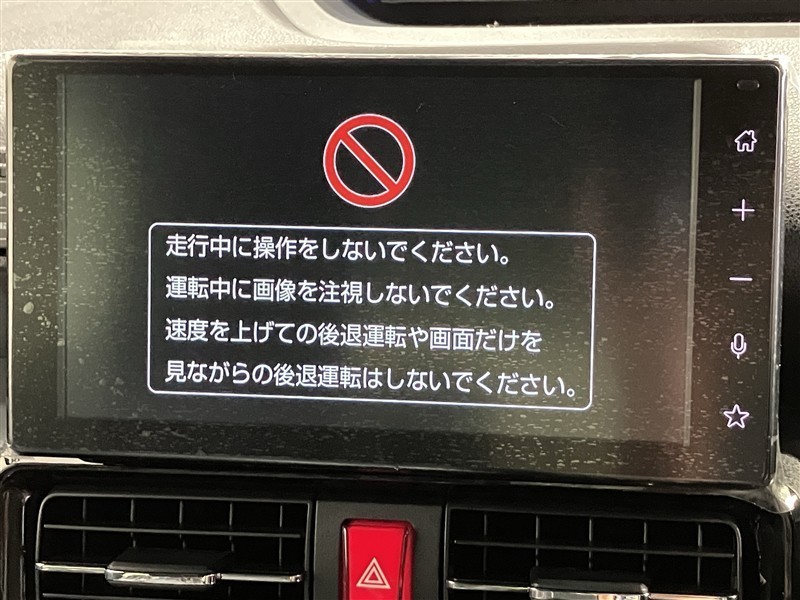 走行中に操作をしないでください。
運転中に画像を注視しないでください。
速度を上げての後退運転や画面だけを
見ながらの後退運転はしないでください。